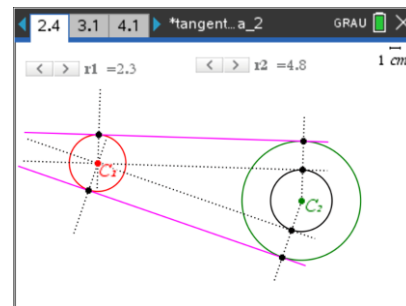 2.4 3.1 4.1 *tangent…a_2 GRAU
1 cm
r1 =2.3 r2 =4.8
C₁
C₂